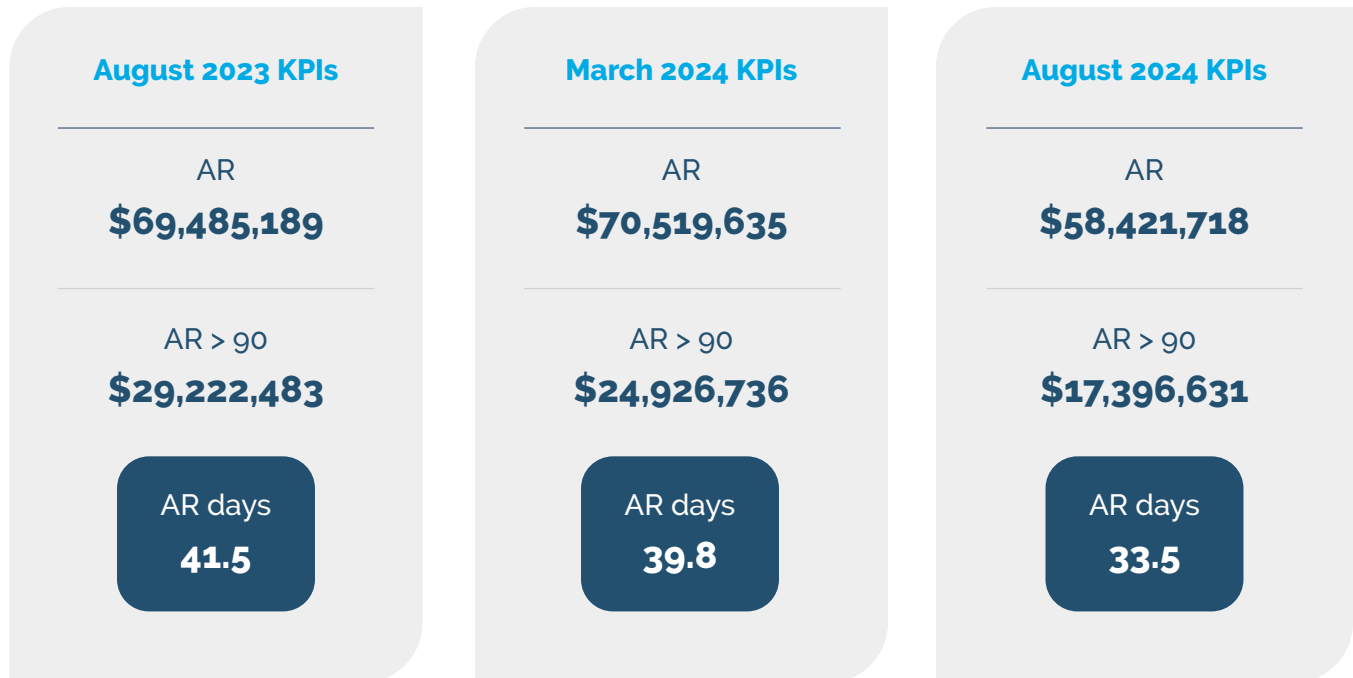 August 2023 KPIs
AR
$69,485,189
AR > 90
$29,222,483
AR days
41.5
March 2024 KPIs
AR
$70,519,635
AR > 90
$24,926,736
AR days
39.8
August 2024 KPIs
AR
$58,421,718
AR > 90
$17,396,631
AR days
33.5